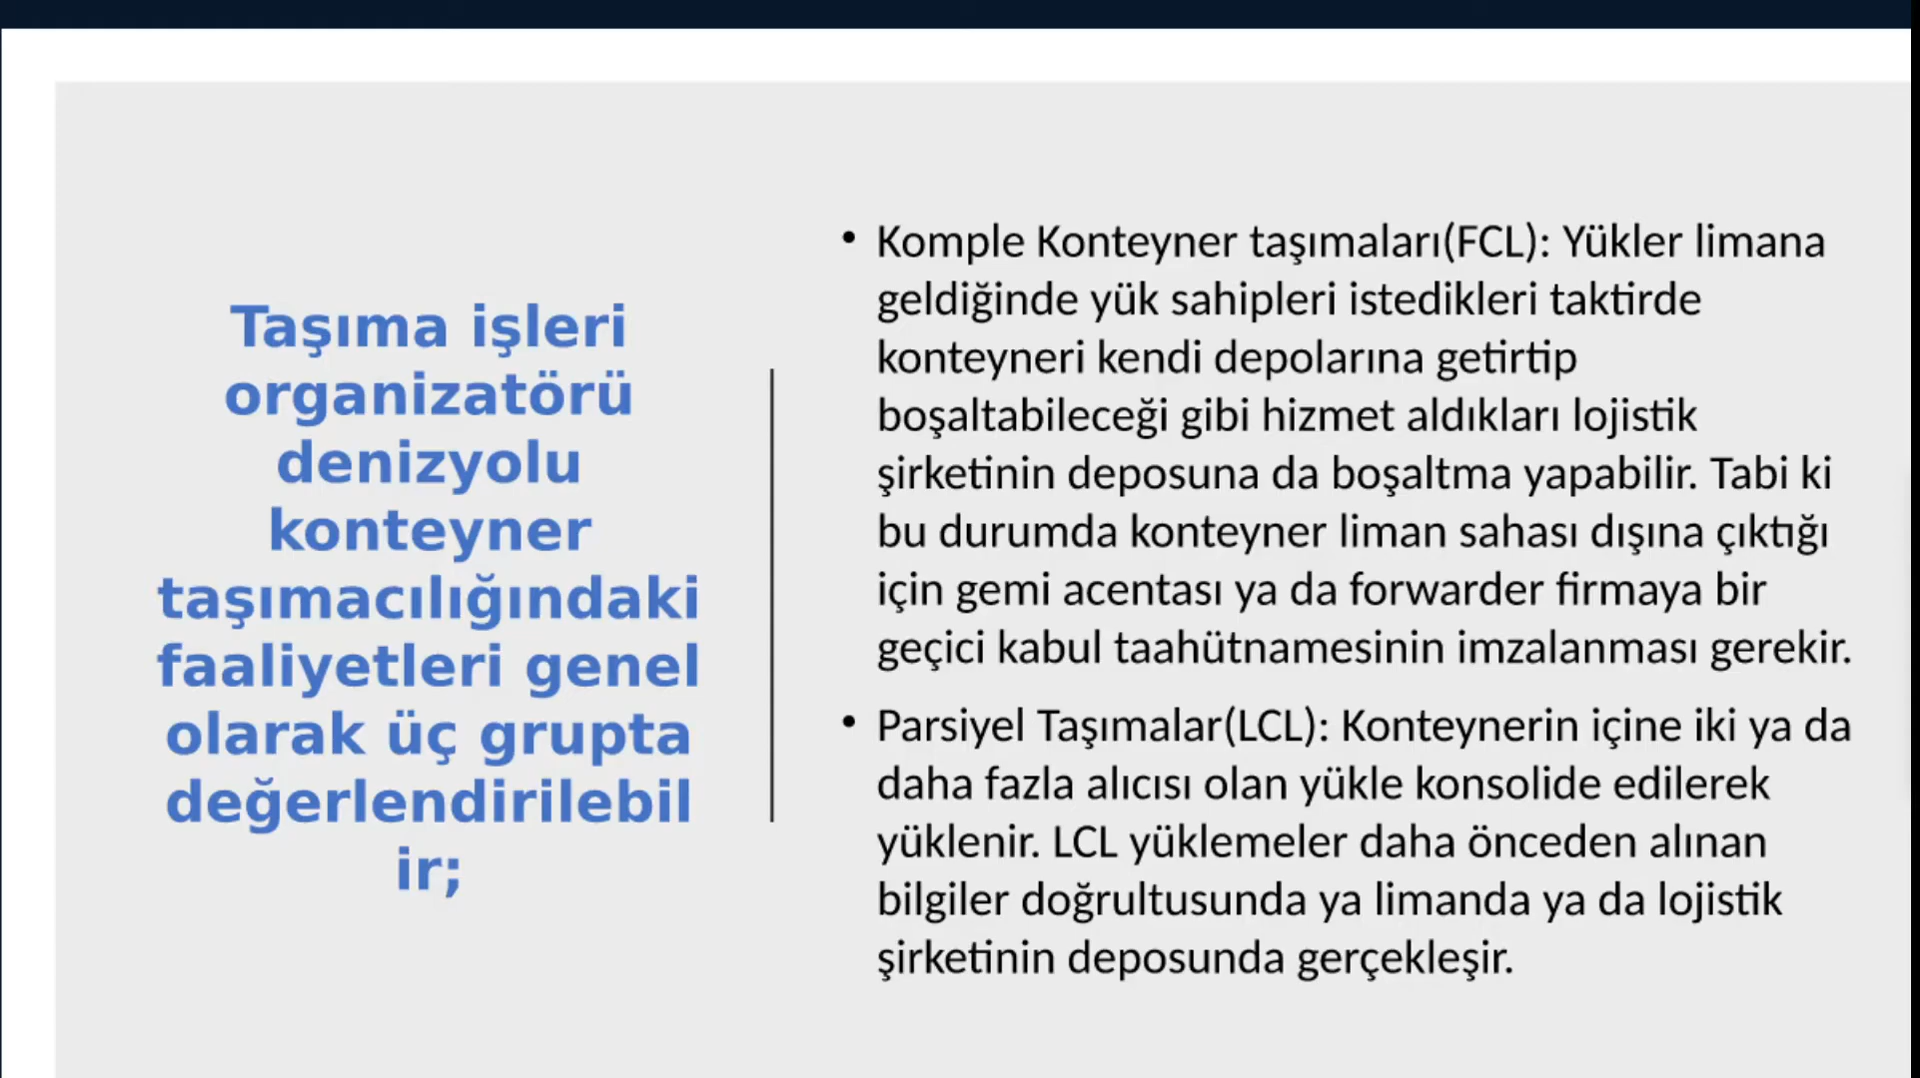 Taşıma işleri
organizatörü
denizyolu
konteyner
taşımacılığındaki
faaliyetleri genel
olarak üç grupta
değerlendirilebil
ir;
• Komple Konteyner taşımaları(FCL): Yükler limana
geldiğinde yük sahipleri istedikleri taktirde
konteyneri kendi depolarına getirtip
boşaltabileceği gibi hizmet aldıkları lojistik
şirketinin deposuna da boşaltma yapabilir. Tabi ki
bu durumda konteyner liman sahası dışına çıktığı
için gemi acentası ya da forwarder firmaya bir
geçici kabul taahütnamesinin imzalanması gerekir.
• Parsiyel Taşımalar(LCL): Konteynerin içine iki ya da
daha fazla alıcısı olan yükle konsolide edilerek
yüklenir. LCL yüklemeler daha önceden alınan
bilgiler doğrultusunda ya limanda ya da lojistik
şirketinin deposunda gerçekleşir.